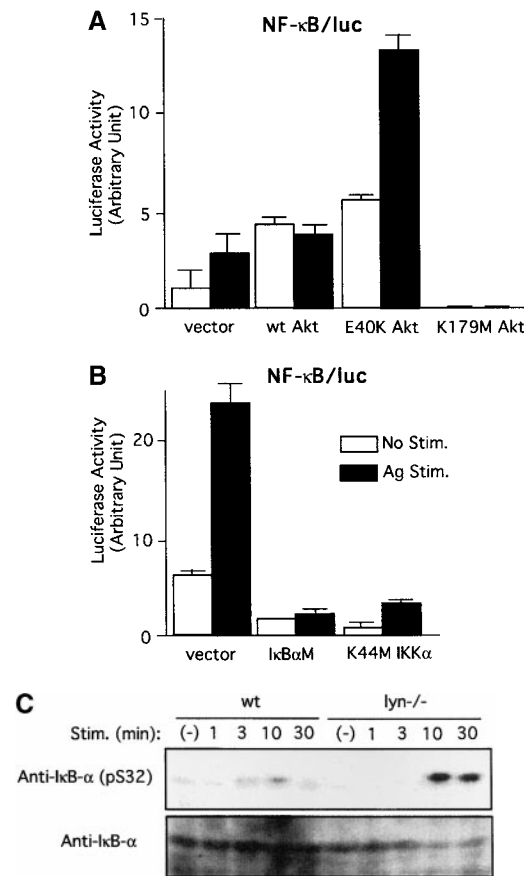 A
NF-κB/luc
Luciferase Activity
(Arbitrary Unit)
15
10
5
0
vector wt Akt E40K Akt K179M Akt
B
NF-κB/luc
Luciferase Activity
(Arbitrary Unit)
20
10
0
No Stim.
Ag Stim.
vector IκBαM K44M IKKα
C
wt lyn-/-
Stim. (min): (-) 1 3 10 30 (-) 1 3 10 30
Anti-IκB-α (pS32)
Anti-IκB-α